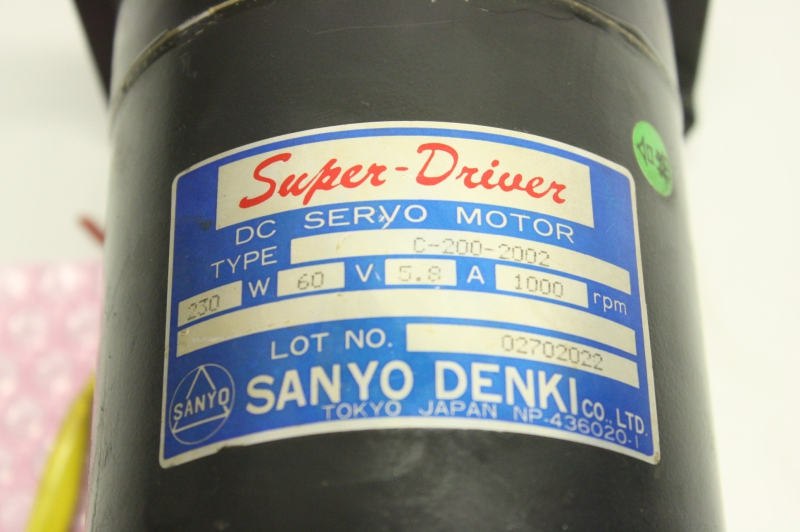 Super-Driver
DC SERVO MOTOR
TYPE C-200-2002
230 W 60 V 5.8 A 1000 rpm
LOT NO. 02702022
SANYO SANYO DENKI CO., LTD.
TOKYO JAPAN NP-436020-1